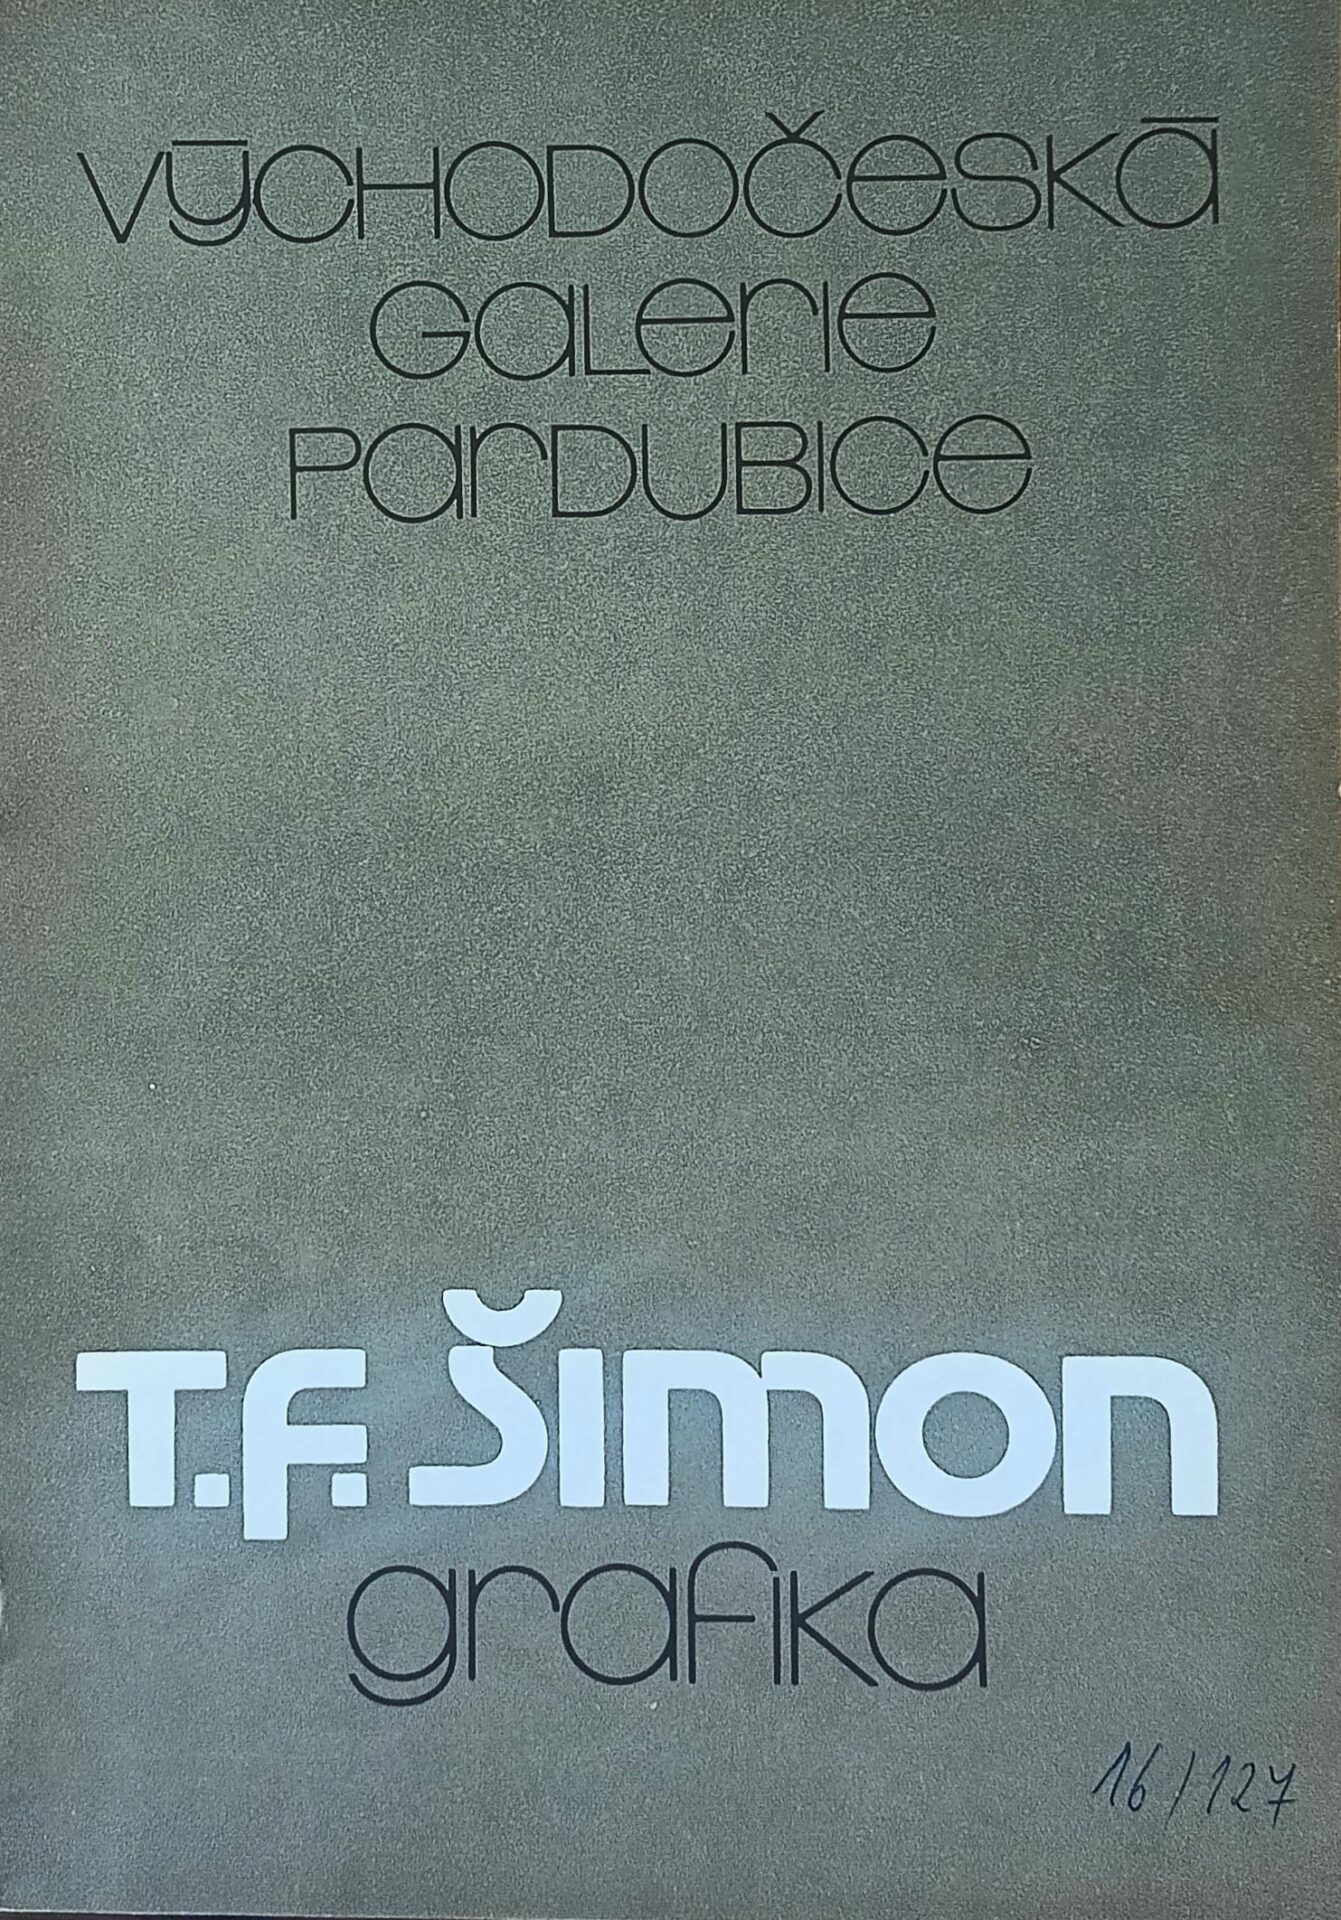 Východočeská
Galerie
Pardubice
T.F. Šimon
grafika
16/127